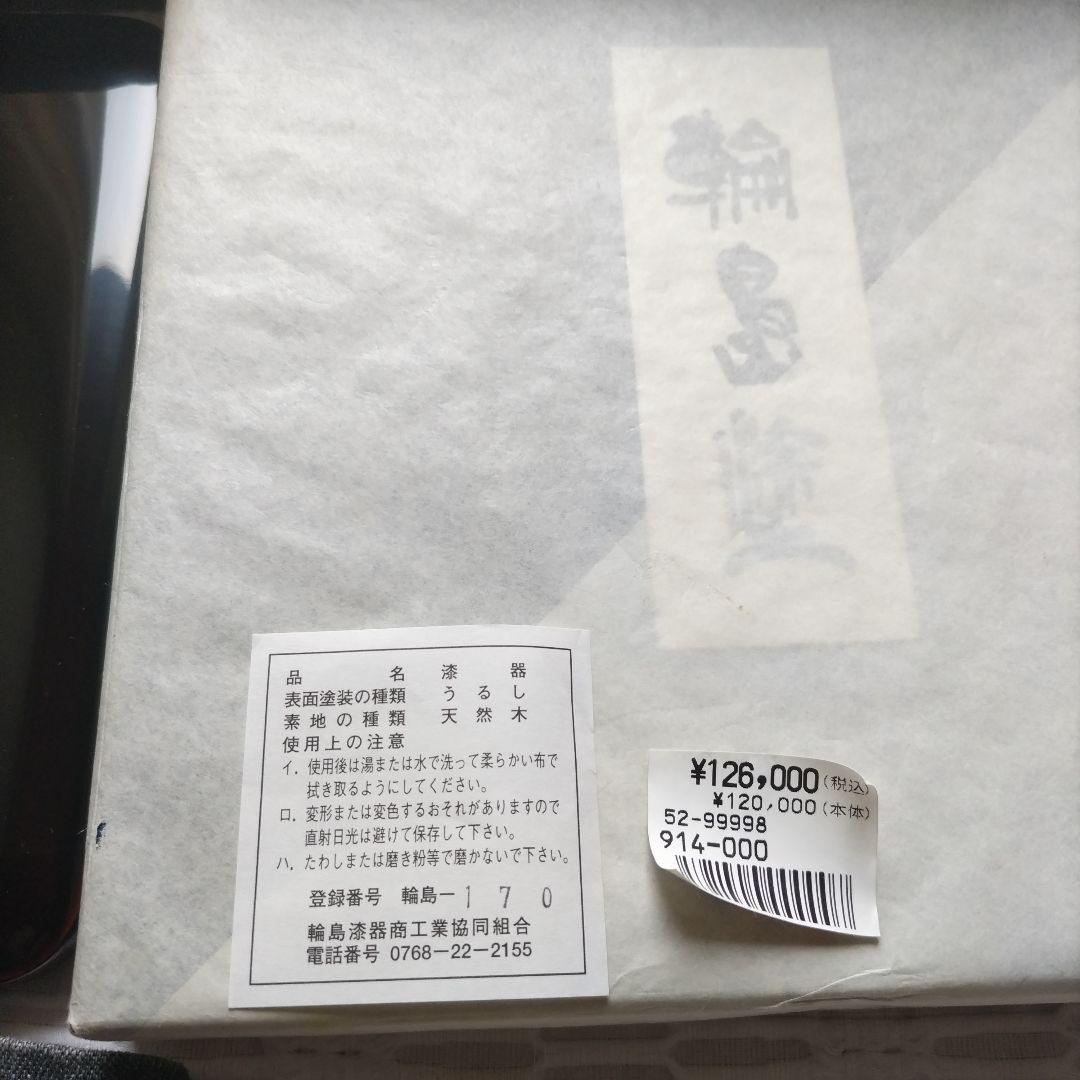 輪島塗
品名 漆器
表面塗装の種類 うるし
素地の種類 天然木
使用上の注意
イ．使用後は湯または水で洗って柔らかい布で
拭き取るようにしてください。
ロ．変形または変色するおそれがありますので
直射日光は避けて保存して下さい。
ハ．たわしまたは磨き粉等で磨かないで下さい。
登録番号 輪島ー170
輪島漆器商工業協同組合
電話番号 0768-22-2155
¥126,000(税込)
¥120,000(本体)
52-99998
914-000